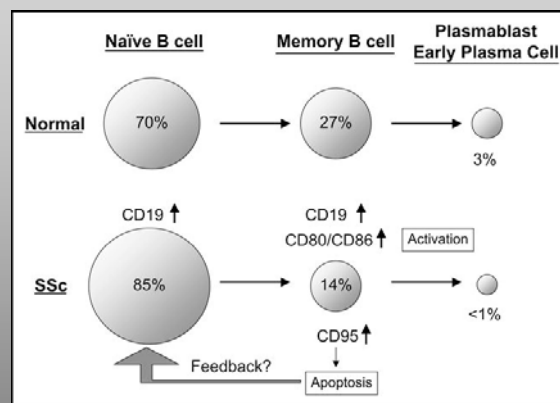 Naïve B cell
Memory B cell
Plasmablast
Early Plasma Cell
Normal
70%
27%
3%
CD19 ↑
CD19 ↑
CD80/CD86 ↑
Activation
SSc
85%
14%
<1%
CD95 ↑
Feedback?
Apoptosis